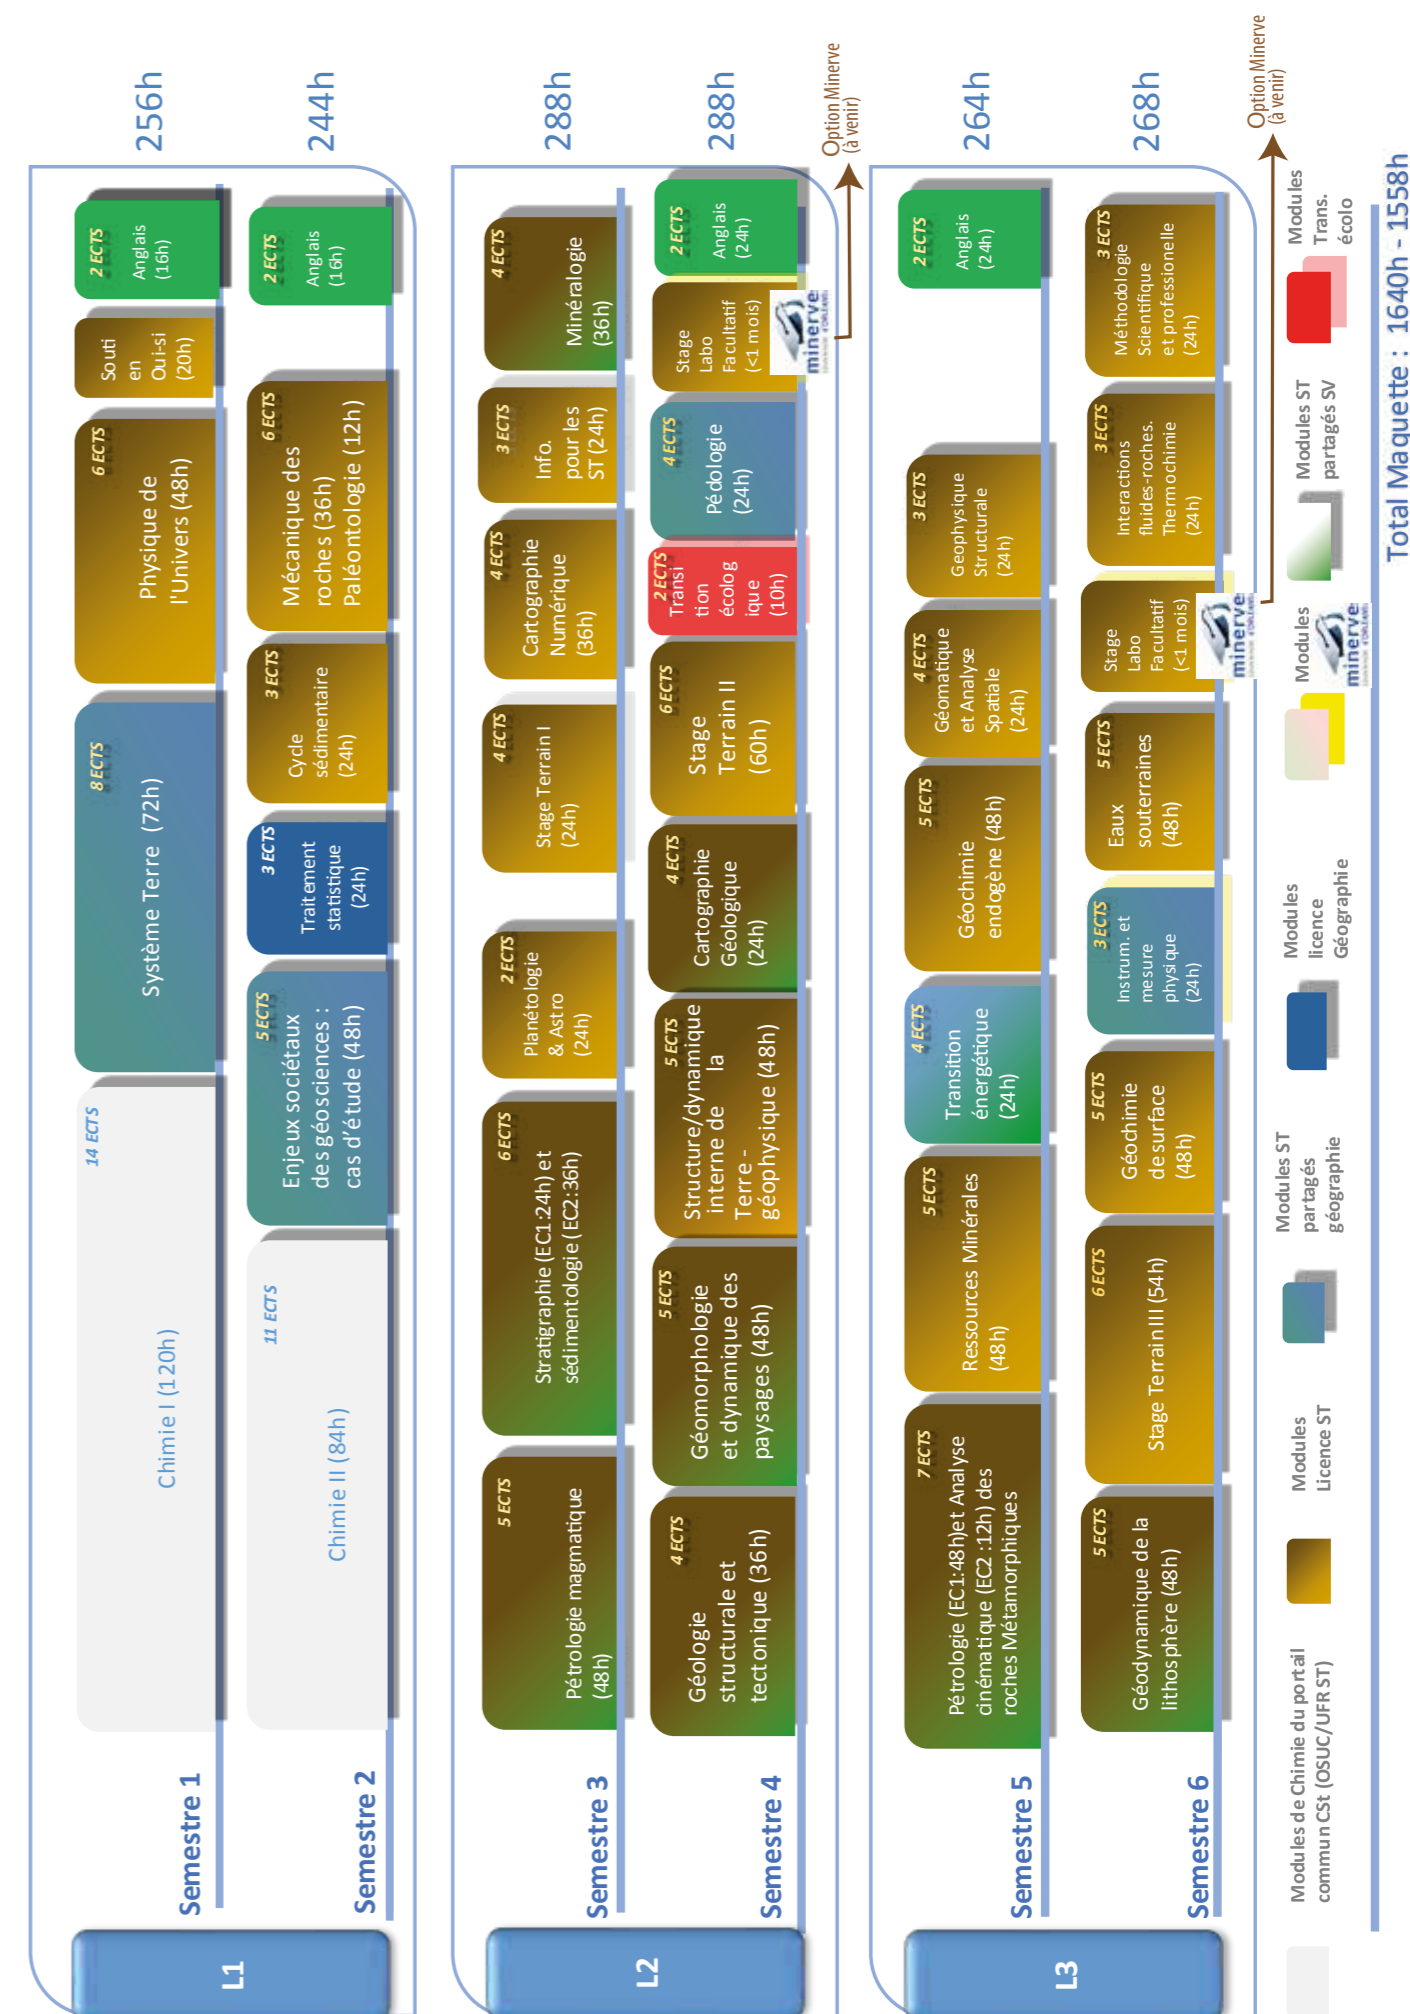 L1
Semestre 1
14 ECTS
Chimie I (120h)
8 ECTS
Système Terre (72h)
6 ECTS
Physique de
l'Univers (48h)
Souti
en
Oui-si
(20h)
2 ECTS
Anglais
(16h)
256h
Semestre 2
11 ECTS
Chimie II (84h)
5 ECTS
Enjeux sociétaux
des géosciences :
cas d'étude (48h)
3 ECTS
Traitement
statistique
(24h)
3 ECTS
Cycle
sédimentaire
(24h)
6 ECTS
Mécanique des
roches (36h)
Paléontologie (12h)
2 ECTS
Anglais
(16h)
244h
L2
Semestre 3
5 ECTS
Pétrologie magmatique
(48h)
6 ECTS
Stratigraphie (EC1:24h) et
sédimentologie (EC2:36h)
2 ECTS
Planétologie
& Astro
(24h)
4 ECTS
Stage Terrain I
(24h)
4 ECTS
Cartographie
Numérique
(36h)
3 ECTS
Info.
pour les
ST (24h)
4 ECTS
Minéralogie
(36h)
288h
Semestre 4
4 ECTS
Géologie
structurale et
tectonique (36h)
5 ECTS
Géomorphologie
et dynamique des
paysages (48h)
5 ECTS
Structure/dynamique
interne de la
Terre -
géophysique (48h)
4 ECTS
Cartographie
Géologique
(24h)
6 ECTS
Stage
Terrain II
(60h)
2 ECTS
Transi
tion
écolog
ique (10h)
4 ECTS
Pédologie
(24h)
Stage
Labo
Facultatif
(<1 mois)
minerve
2 ECTS
Anglais
(24h)
288h
Option Minerve
(à venir)
L3
Semestre 5
7 ECTS
Pétrologie (EC1:48h)et Analyse
cinématique (EC2 :12h) des
roches Métamorphiques
5 ECTS
Ressources Minérales
(48h)
4 ECTS
Transition
énergétique
(24h)
5 ECTS
Géochimie
endogène (48h)
4 ECTS
Géomatique
et Analyse
Spatiale
(24h)
3 ECTS
Geophysique
Structurale
(24h)
2 ECTS
Anglais
(24h)
264h
Semestre 6
5 ECTS
Géodynamique de la
lithosphère (48h)
6 ECTS
Stage Terrain III (54h)
5 ECTS
Géochimie
de surface
(48h)
3 ECTS
Instrum. et
mesure
physique
(24h)
5 ECTS
Eaux
souterraines
(48h)
Stage
Labo
Facultatif
(<1 mois)
minerve
3 ECTS
Interactions
fluides-roches.
Thermochimie
(24h)
3 ECTS
Méthodologie
Scientifique
et professionelle
(24h)
268h
Option Minerve
(à venir)
Modules de Chimie du portail
commun CSt (OSUC/UFR ST)
Modules
Licence ST
Modules ST
partagés
géographie
Modules
licence
Géographie
Modules
minerve
Modules ST
partagés SV
Modules
Trans.
écolo
Total Maquette : 1640h - 1558h